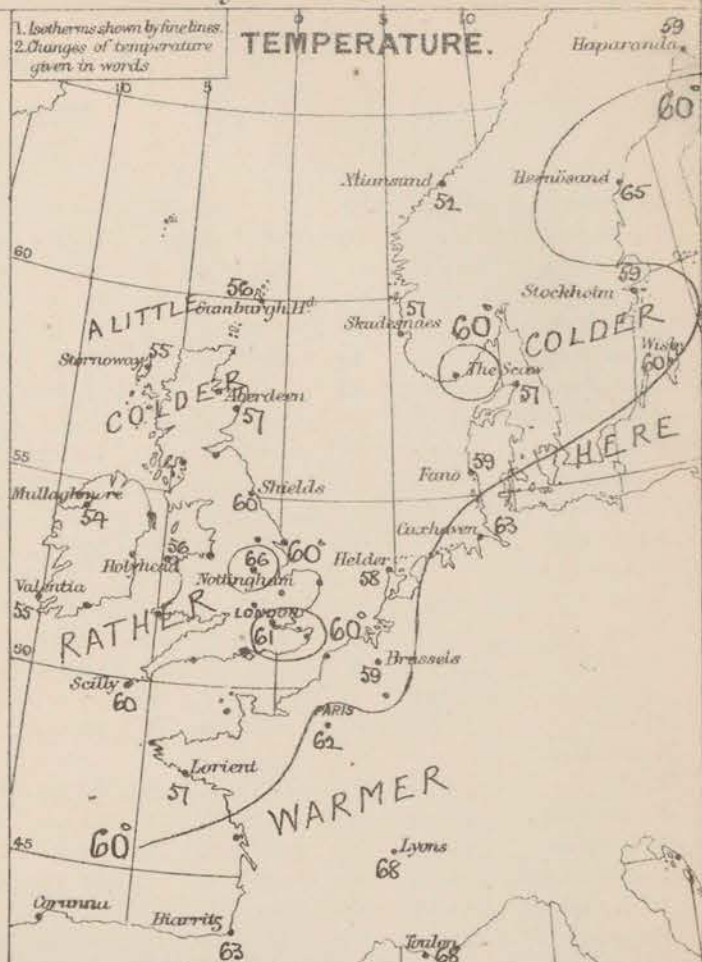 1. Isotherms shown by fine lines.
2. Changes of temperature
given in words
TEMPERATURE.
10
5
5
10
59
Haparanda
60°
Xtiansund
52
Hernösand
65
60
59
Stockholm
56
Sumburgh Hd.
A LITTLE
57
Skudesnaes
60°
COLDER
Wisby
60
Stornoway
55
The Scaw
57
COLDER
Aberdeen
57
HERE
55
Mullaghmore
54
Shields
60
Fano
59
Cuxhaven
63
Holyhead
56
66
60°
Nottingham
Helder
58
Valentia
55
RATHER
LONDON
61
60°
50
Brussels
59
Scilly
60
PARIS
62
Lorient
57
WARMER
60°
45
Lyons
68
Corunna
Biarritz
63
Toulon
68